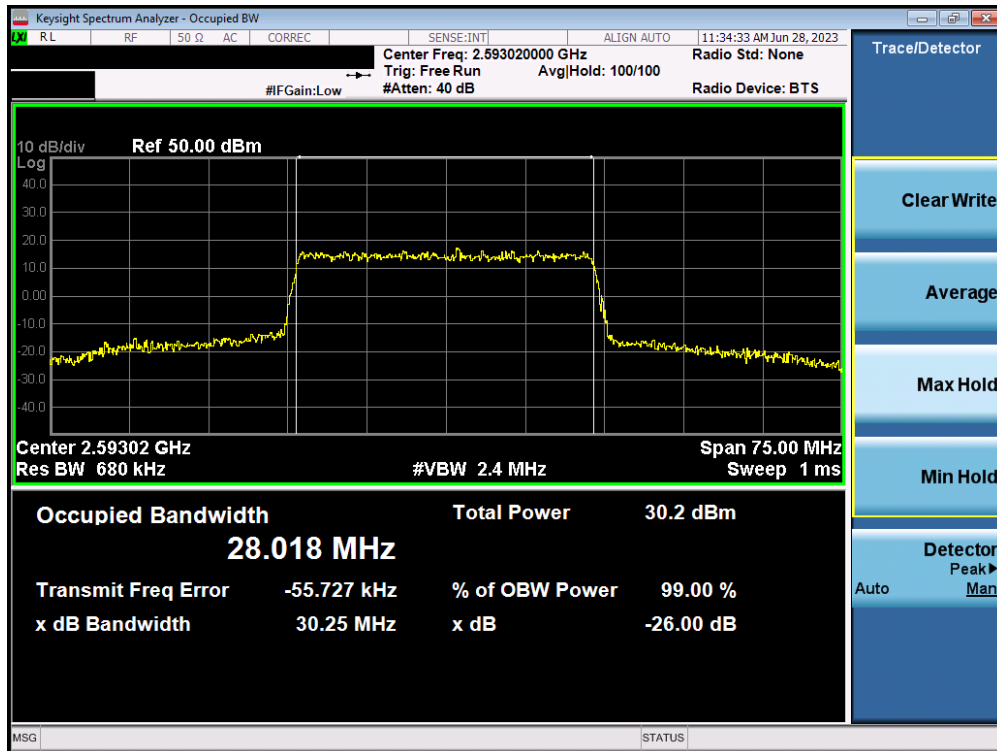 Keysight Spectrum Analyzer - Occupied BW
LXI RL RF 50 Ω AC CORREC SENSE:INT ALIGN AUTO 11:34:33 AM Jun 28, 2023
Center Freq: 2.593020000 GHz Radio Std: None
Trig: Free Run Avg|Hold: 100/100
#IFGain:Low #Atten: 40 dB Radio Device: BTS
Trace/Detector
10 dB/div Ref 50.00 dBm
Log
40.0
30.0
20.0
10.0
0.00
-10.0
-20.0
-30.0
-40.0
Center 2.59302 GHz Span 75.00 MHz
Res BW 680 kHz #VBW 2.4 MHz Sweep 1 ms
Occupied Bandwidth Total Power 30.2 dBm
28.018 MHz
Transmit Freq Error -55.727 kHz % of OBW Power 99.00 %
x dB Bandwidth 30.25 MHz x dB -26.00 dB
Clear Write
Average
Max Hold
Min Hold
Detector
Peak▶
Auto Man
MSG STATUS